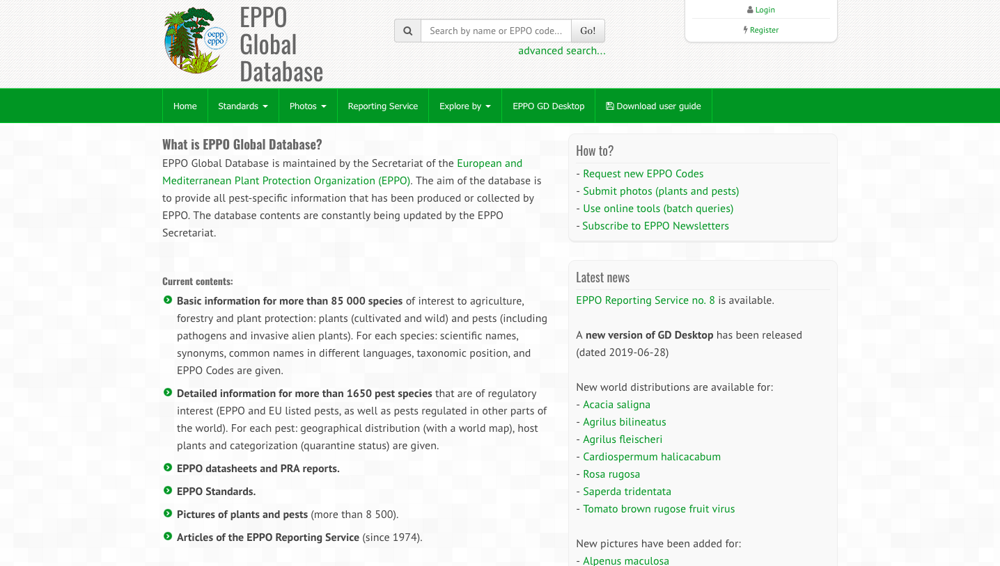 oepp
eppo
EPPO
Global
Database
Search by name or EPPO code...
Go!
advanced search...
Login
Register
Home
Standards
Photos
Reporting Service
Explore by
EPPO GD Desktop
Download user guide
What is EPPO Global Database?
EPPO Global Database is maintained by the Secretariat of the European and
Mediterranean Plant Protection Organization (EPPO). The aim of the database is
to provide all pest-specific information that has been produced or collected by
EPPO. The database contents are constantly being updated by the EPPO
Secretariat.
Current contents:
Basic information for more than 85 000 species of interest to agriculture,
forestry and plant protection: plants (cultivated and wild) and pests (including
pathogens and invasive alien plants). For each species: scientific names,
synonyms, common names in different languages, taxonomic position, and
EPPO Codes are given.
Detailed information for more than 1650 pest species that are of regulatory
interest (EPPO and EU listed pests, as well as pests regulated in other parts of
the world). For each pest: geographical distribution (with a world map), host
plants and categorization (quarantine status) are given.
EPPO datasheets and PRA reports.
EPPO Standards.
Pictures of plants and pests (more than 8 500).
Articles of the EPPO Reporting Service (since 1974).
How to?
- Request new EPPO Codes
- Submit photos (plants and pests)
- Use online tools (batch queries)
- Subscribe to EPPO Newsletters
Latest news
EPPO Reporting Service no. 8 is available.
A new version of GD Desktop has been released
(dated 2019-06-28)
New world distributions are available for:
- Acacia saligna
- Agrilus bilineatus
- Agrilus fleischeri
- Cardiospermum halicacabum
- Rosa rugosa
- Saperda tridentata
- Tomato brown rugose fruit virus
New pictures have been added for:
- Alpenus maculosa